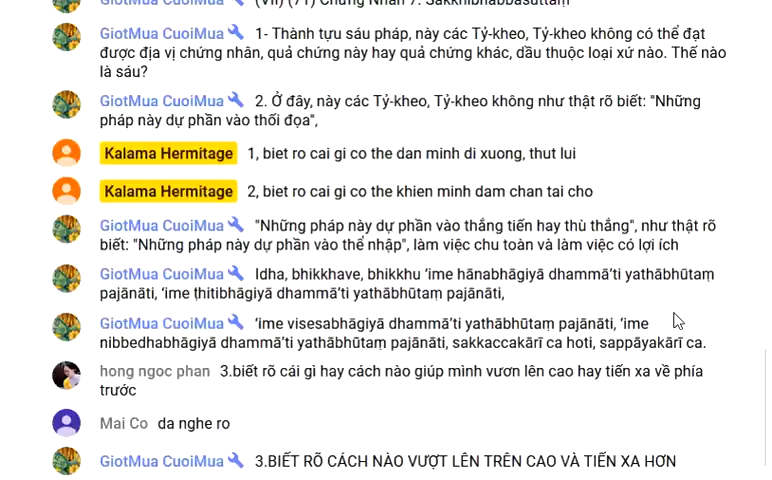 GiotMua CuoiMua (VII) (71) Chứng Nhân 7. Sakkhibhabbasuttaṃ
GiotMua CuoiMua 1- Thành tựu sáu pháp, này các Tỷ-kheo, Tỷ-kheo không có thể đạt
được địa vị chứng nhân, quả chứng này hay quả chứng khác, dầu thuộc loại xứ nào. Thế nào
là sáu?
GiotMua CuoiMua 2. Ở đây, này các Tỷ-kheo, Tỷ-kheo không như thật rõ biết: "Những
pháp này dự phần vào thối đọa",
Kalama Hermitage 1, biet ro cai gi co the dan minh di xuong, thut lui
Kalama Hermitage 2, biet ro cai gi co the khien minh dam chan tai cho
GiotMua CuoiMua "Những pháp này dự phần vào thắng tiến hay thù thắng", như thật rõ
biết: "Những pháp này dự phần vào thể nhập", làm việc chu toàn và làm việc có lợi ích
GiotMua CuoiMua Idha, bhikkhave, bhikkhu ‘ime hānabhāgiyā dhammā’ti yathābhūtaṃ
pajānāti, ‘ime ṭhitibhāgiyā dhammā’ti yathābhūtaṃ pajānāti,
GiotMua CuoiMua ‘ime visesabhāgiyā dhammā’ti yathābhūtaṃ pajānāti, ‘ime
nibbedhabhāgiyā dhammā’ti yathābhūtaṃ pajānāti, sakkaccakārī ca hoti, sappāyakārī ca.
hong ngoc phan 3.biết rõ cái gì hay cách nào giúp mình vươn lên cao hay tiến xa về phía
trước
Mai Co da nghe ro
GiotMua CuoiMua 3.BIẾT RÕ CÁCH NÀO VƯỢT LÊN TRÊN CAO VÀ TIẾN XA HƠN